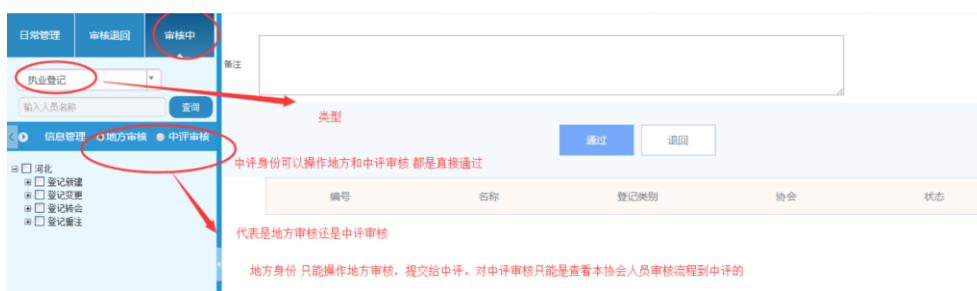 日常管理 审核退回 审核中
执业登记
输入人员名称 查询
信息管理 地方审核 中评审核
河北
登记新建
登记变更
登记转会
登记重注
备注
类型
通过 退回
中评身份可以操作地方和中评审核 都是直接通过
编号 名称 登记类别 协会 状态
代表是地方审核还是中评审核
地方身份 只能操作地方审核，提交给中评。对中评审核只能是查看本协会人员审核流程到中评的